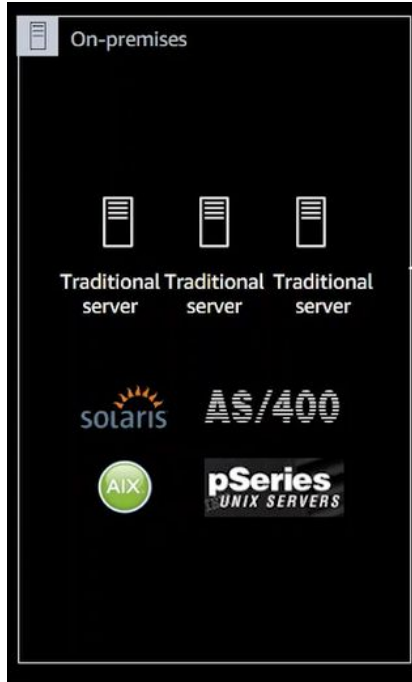 On-premises
Traditional Traditional Traditional
server server server
solaris AS/400
AIX pSeries
UNIX SERVERS